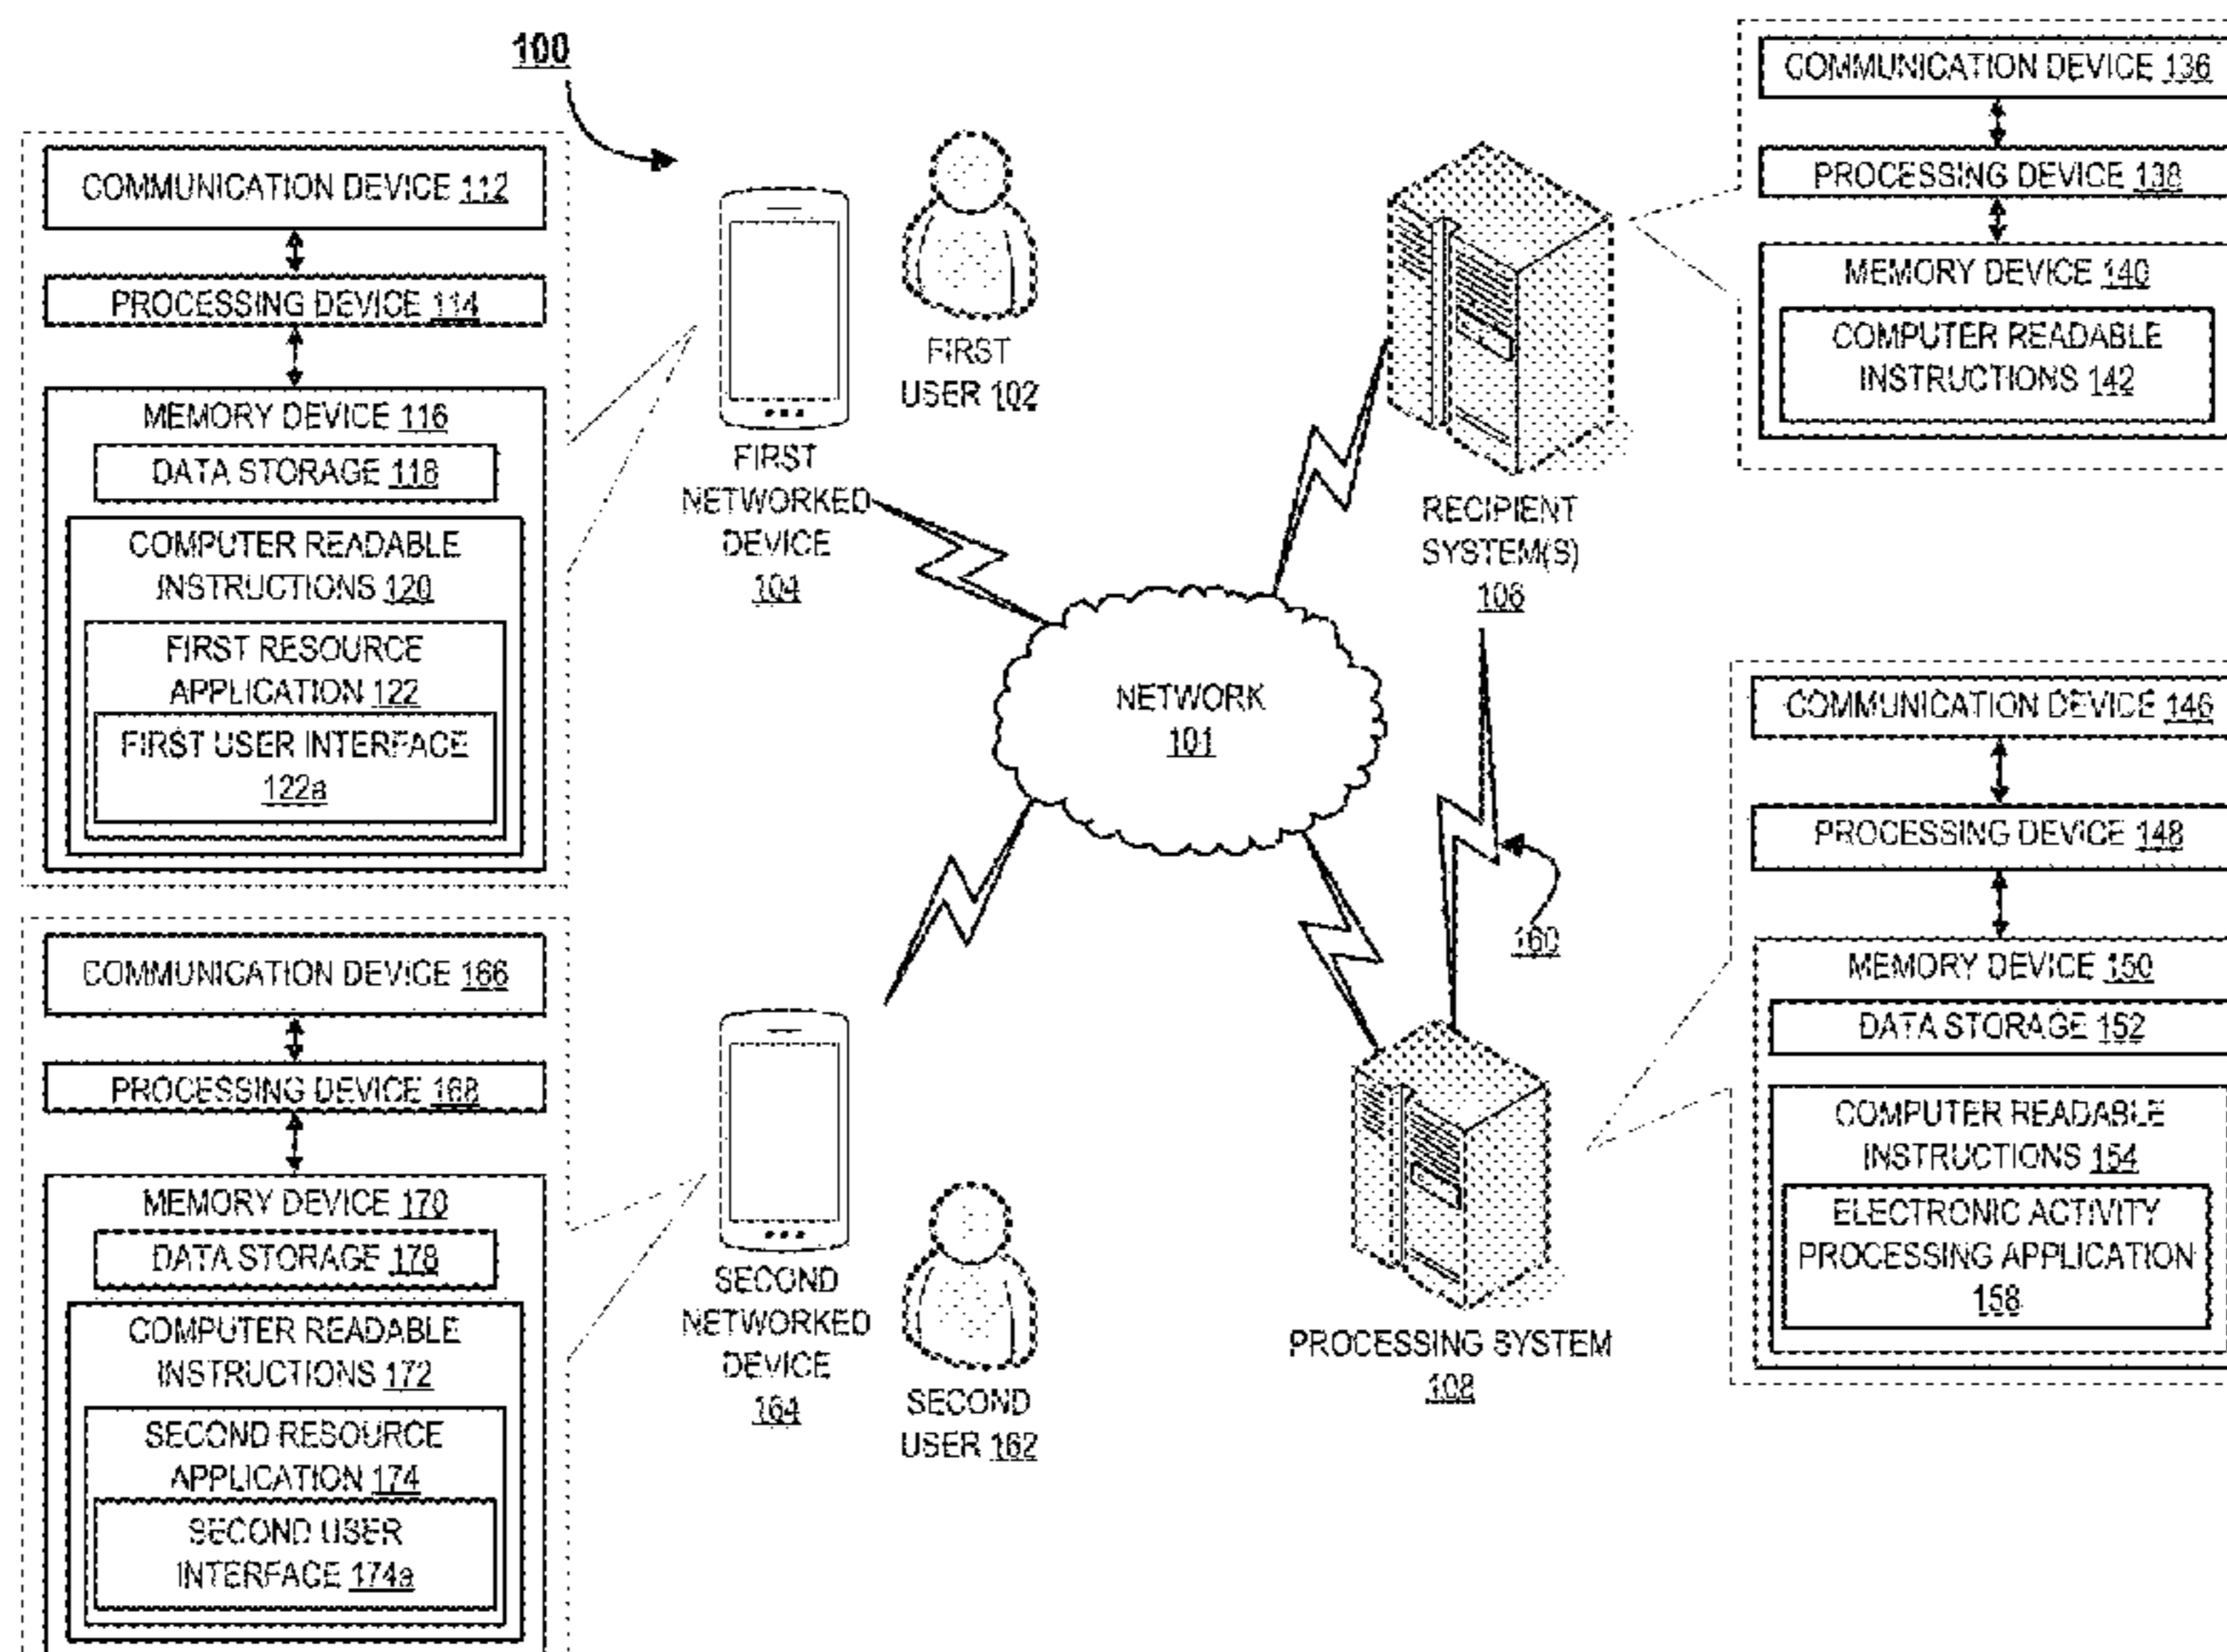 100
COMMUNICATION DEVICE 112
PROCESSING DEVICE 114
MEMORY DEVICE 116
DATA STORAGE 118
COMPUTER READABLE
INSTRUCTIONS 120
FIRST RESOURCE
APPLICATION 122
FIRST USER INTERFACE
122a
FIRST
USER 102
FIRST
NETWORKED
DEVICE
104
COMMUNICATION DEVICE 136
PROCESSING DEVICE 138
MEMORY DEVICE 140
COMPUTER READABLE
INSTRUCTIONS 142
RECIPIENT
SYSTEM(S)
106
NETWORK
101
160
COMMUNICATION DEVICE 146
PROCESSING DEVICE 148
MEMORY DEVICE 150
DATA STORAGE 152
COMPUTER READABLE
INSTRUCTIONS 154
ELECTRONIC ACTIVITY
PROCESSING APPLICATION
158
COMMUNICATION DEVICE 166
PROCESSING DEVICE 168
MEMORY DEVICE 170
DATA STORAGE 178
COMPUTER READABLE
INSTRUCTIONS 172
SECOND RESOURCE
APPLICATION 174
SECOND USER
INTERFACE 174a
SECOND
NETWORKED
DEVICE
164
SECOND
USER 162
PROCESSING SYSTEM
108